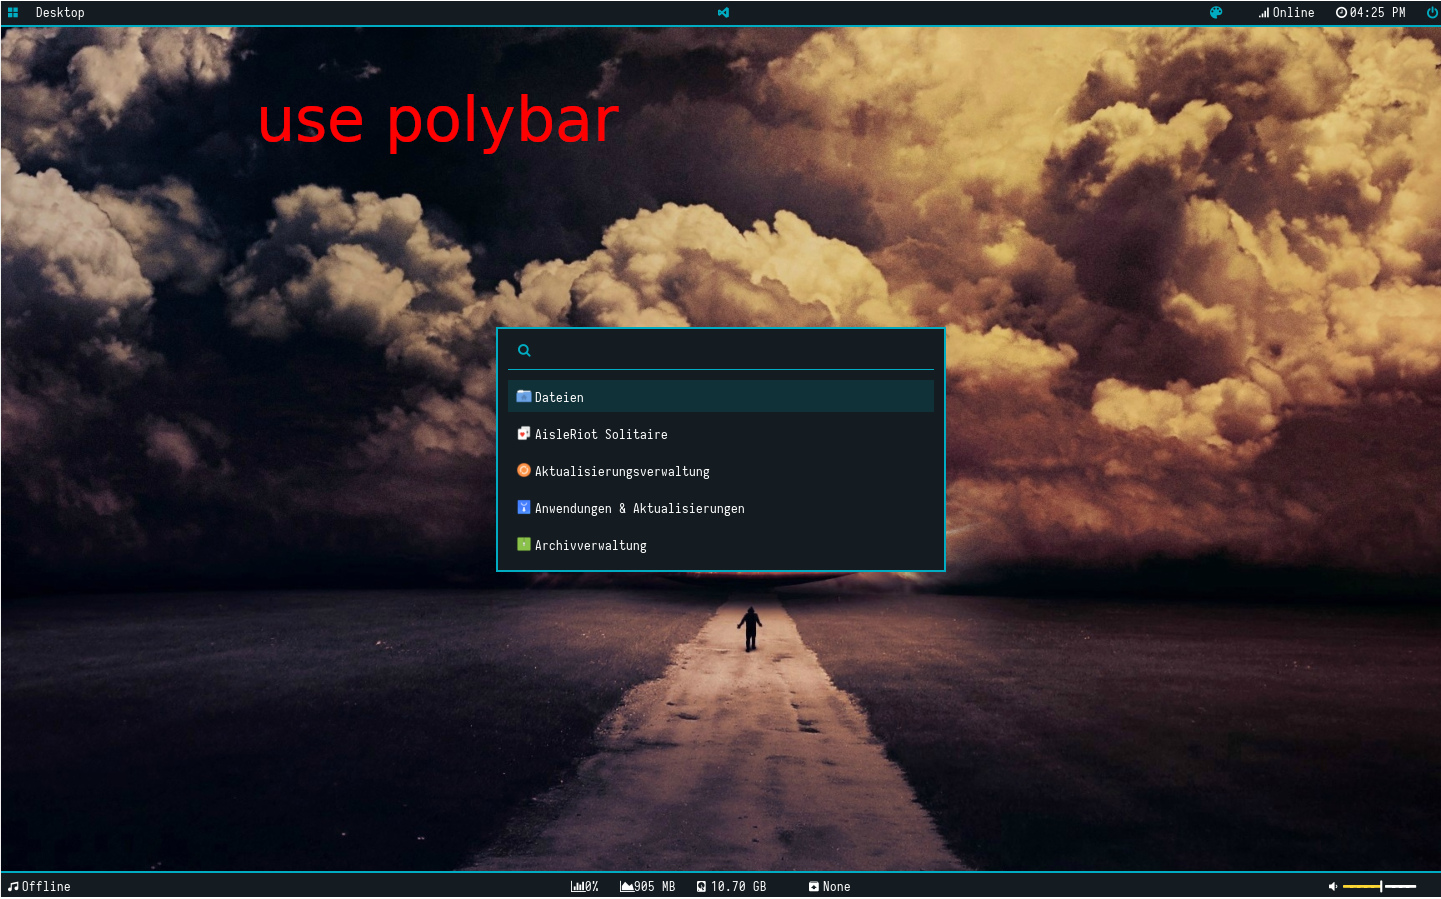 Desktop
Online
04:25 PM
use polybar
Dateien
AisleRiot Solitaire
Aktualisierungsverwaltung
Anwendungen & Aktualisierungen
Archivverwaltung
Offline
0%
905 MB
10.70 GB
None